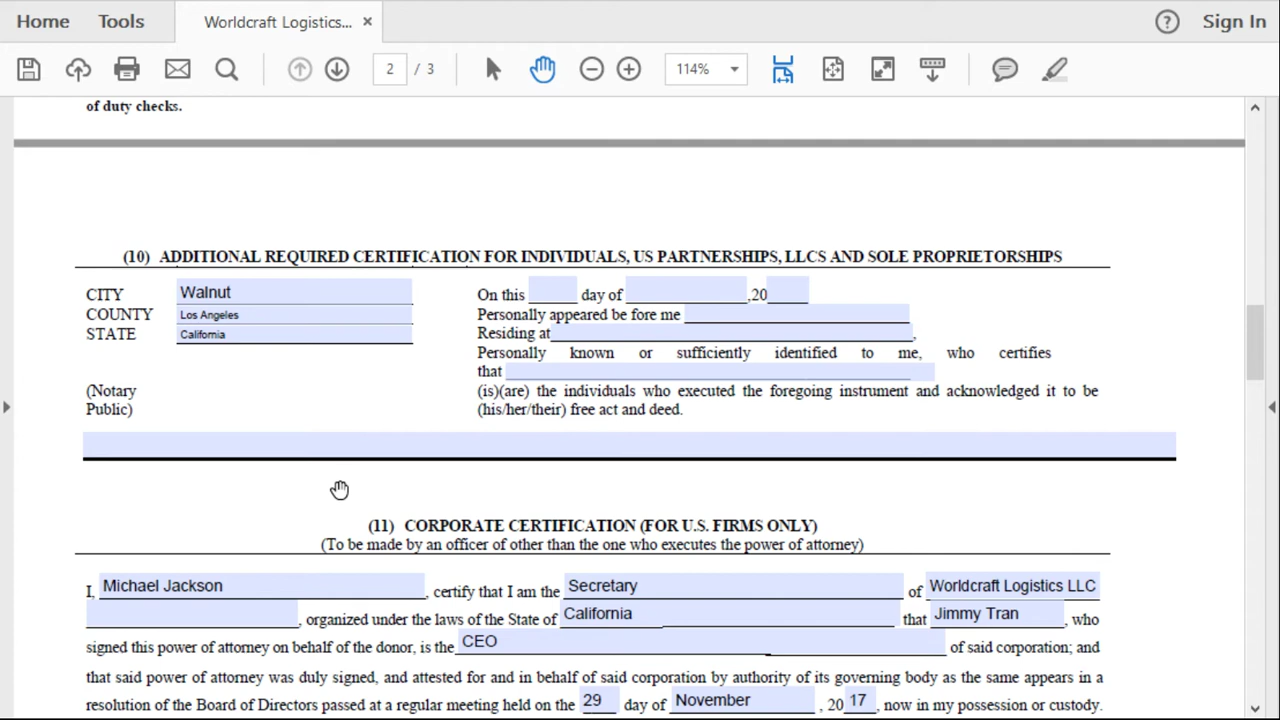 Home Tools Worldcraft Logistics... × ? Sign In
2 / 3 114%
of duty checks.
(10) ADDITIONAL REQUIRED CERTIFICATION FOR INDIVIDUALS, US PARTNERSHIPS, LLCS AND SOLE PROPRIETORSHIPS
CITY Walnut
COUNTY Los Angeles
STATE California
(Notary
Public)
On this day of ,20
Personally appeared be fore me
Residing at ,
Personally known or sufficiently identified to me, who certifies
that
(is)(are) the individuals who executed the foregoing instrument and acknowledged it to be
(his/her/their) free act and deed.
(11) CORPORATE CERTIFICATION (FOR U.S. FIRMS ONLY)
(To be made by an officer of other than the one who executes the power of attorney)
I, Michael Jackson , certify that I am the Secretary of Worldcraft Logistics LLC
, organized under the laws of the State of California that Jimmy Tran , who
signed this power of attorney on behalf of the donor, is the CEO of said corporation; and
that said power of attorney was duly signed, and attested for and in behalf of said corporation by authority of its governing body as the same appears in a
resolution of the Board of Directors passed at a regular meeting held on the 29 day of November , 20 17 , now in my possession or custody.